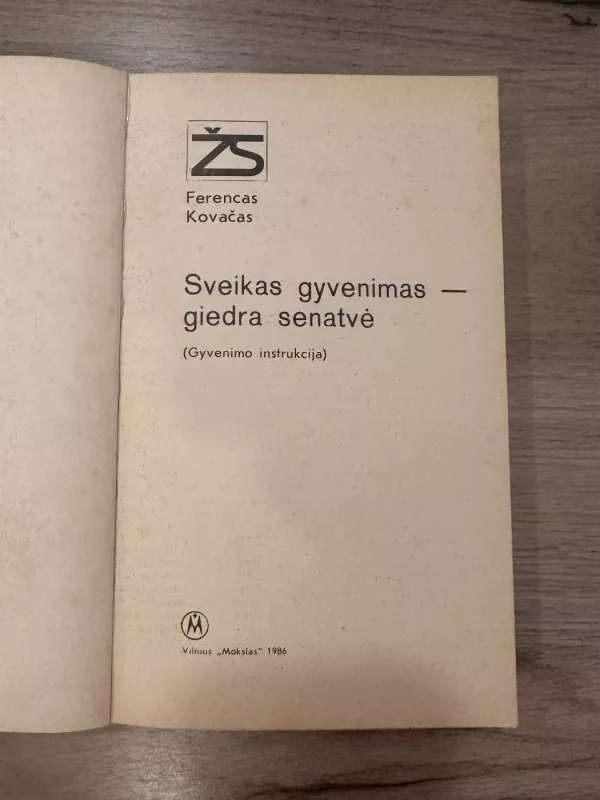 ŽS
Ferencas
Kovačas
Sveikas gyvenimas —
giedra senatvė
(Gyvenimo instrukcija)
M
Vilnius „Mokslas" 1986